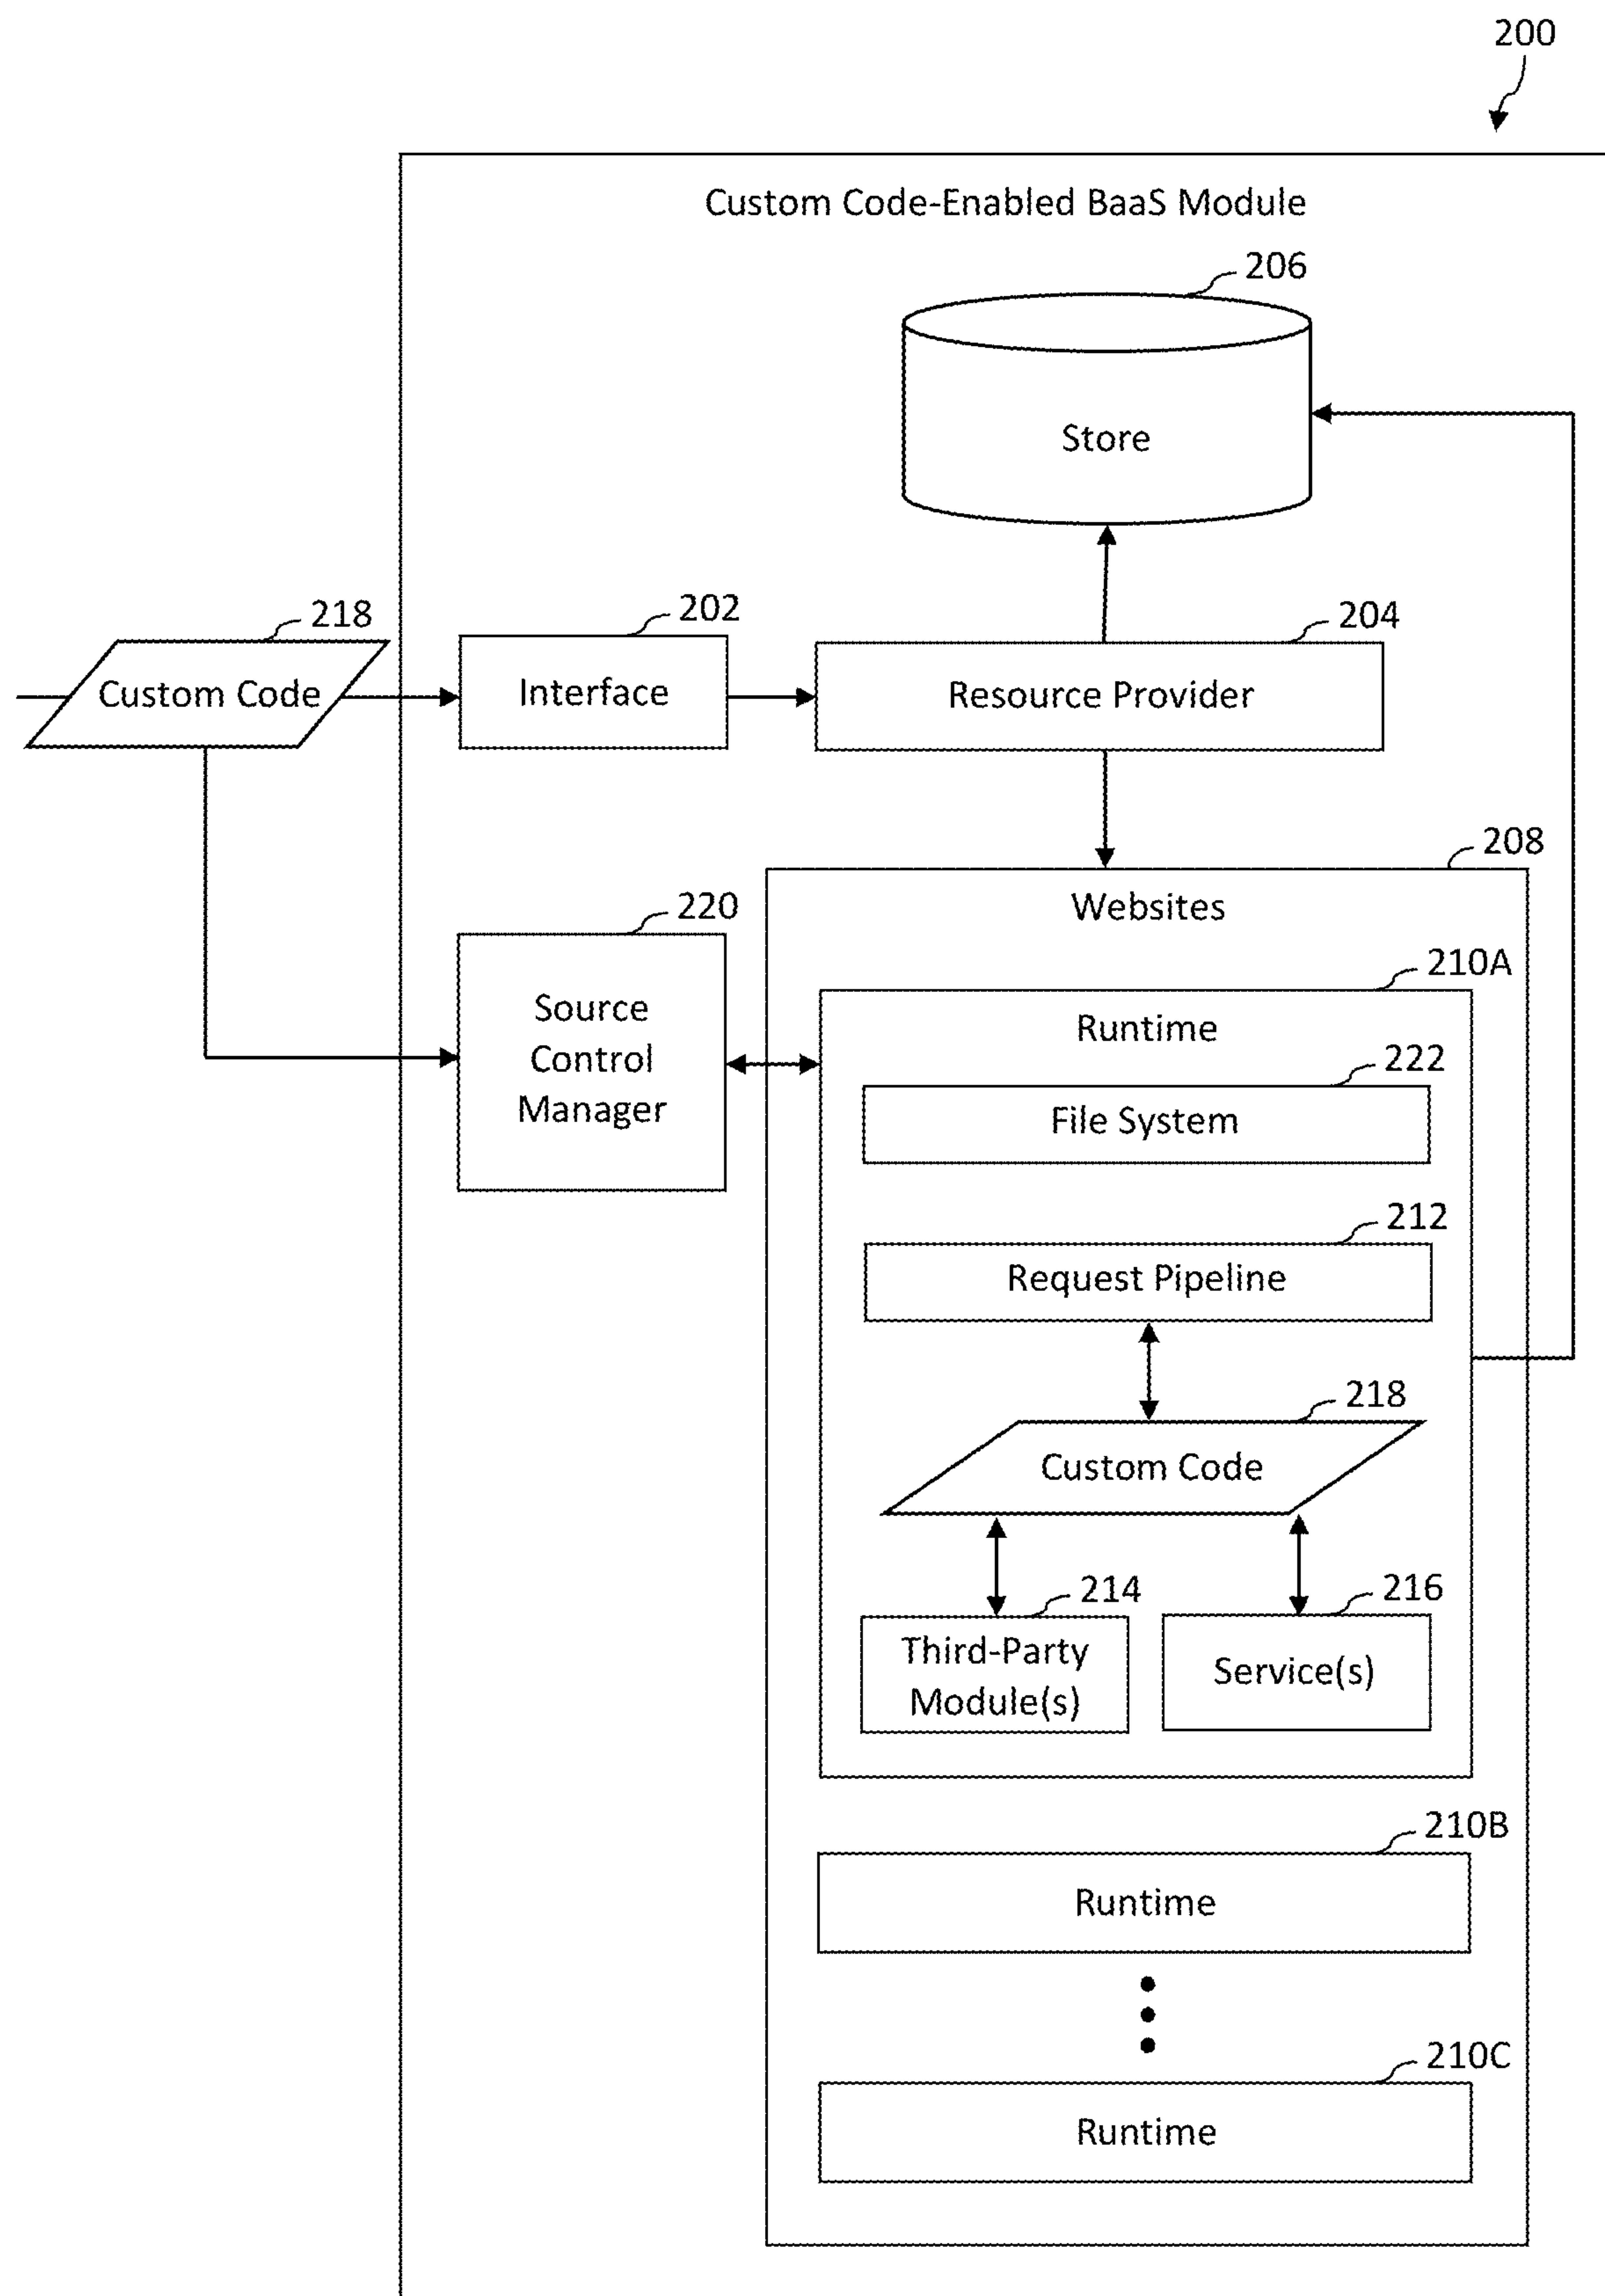 200
Custom Code-Enabled BaaS Module
206
Store
218
Custom Code
202
Interface
204
Resource Provider
208
Websites
220
Source
Control
Manager
210A
Runtime
222
File System
212
Request Pipeline
218
Custom Code
214
Third-Party
Module(s)
216
Service(s)
210B
Runtime
210C
Runtime